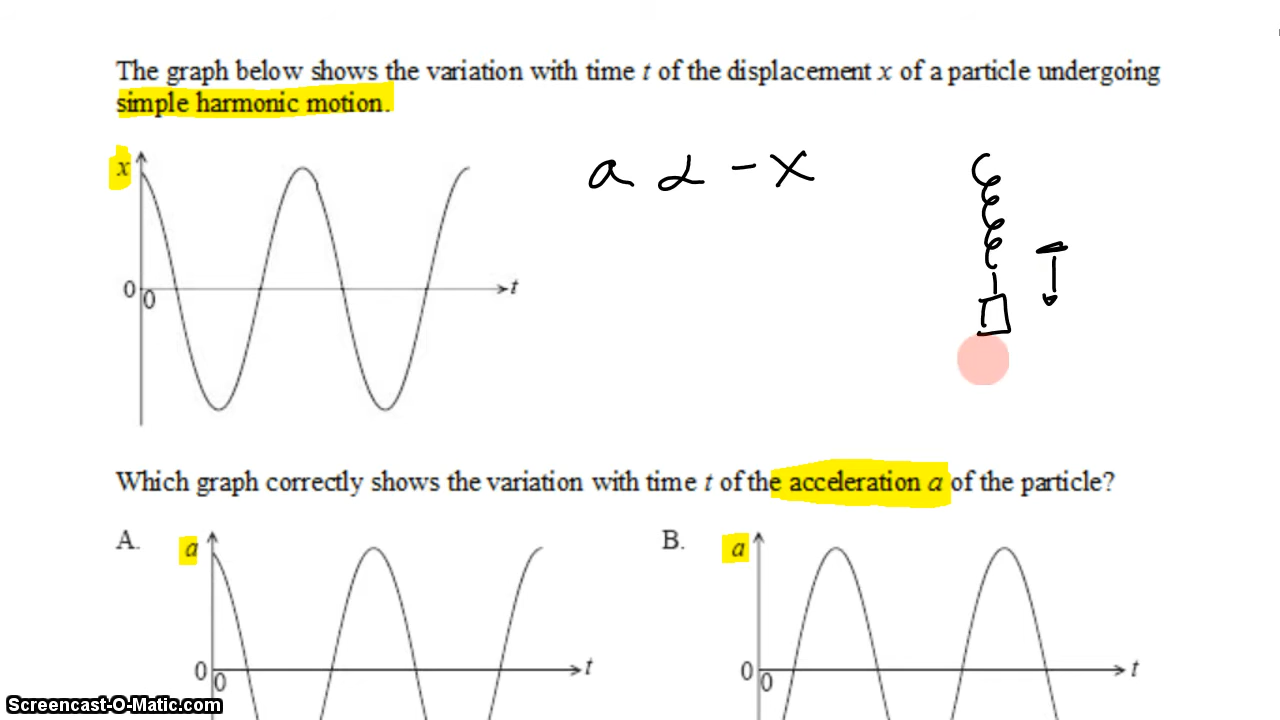 The graph below shows the variation with time t of the displacement x of a particle undergoing
simple harmonic motion.
x
a α -x
0
0
t
Which graph correctly shows the variation with time t of the acceleration a of the particle?
A.
a
B.
a
0
0
t
0
0
t
Screencast-O-Matic.com